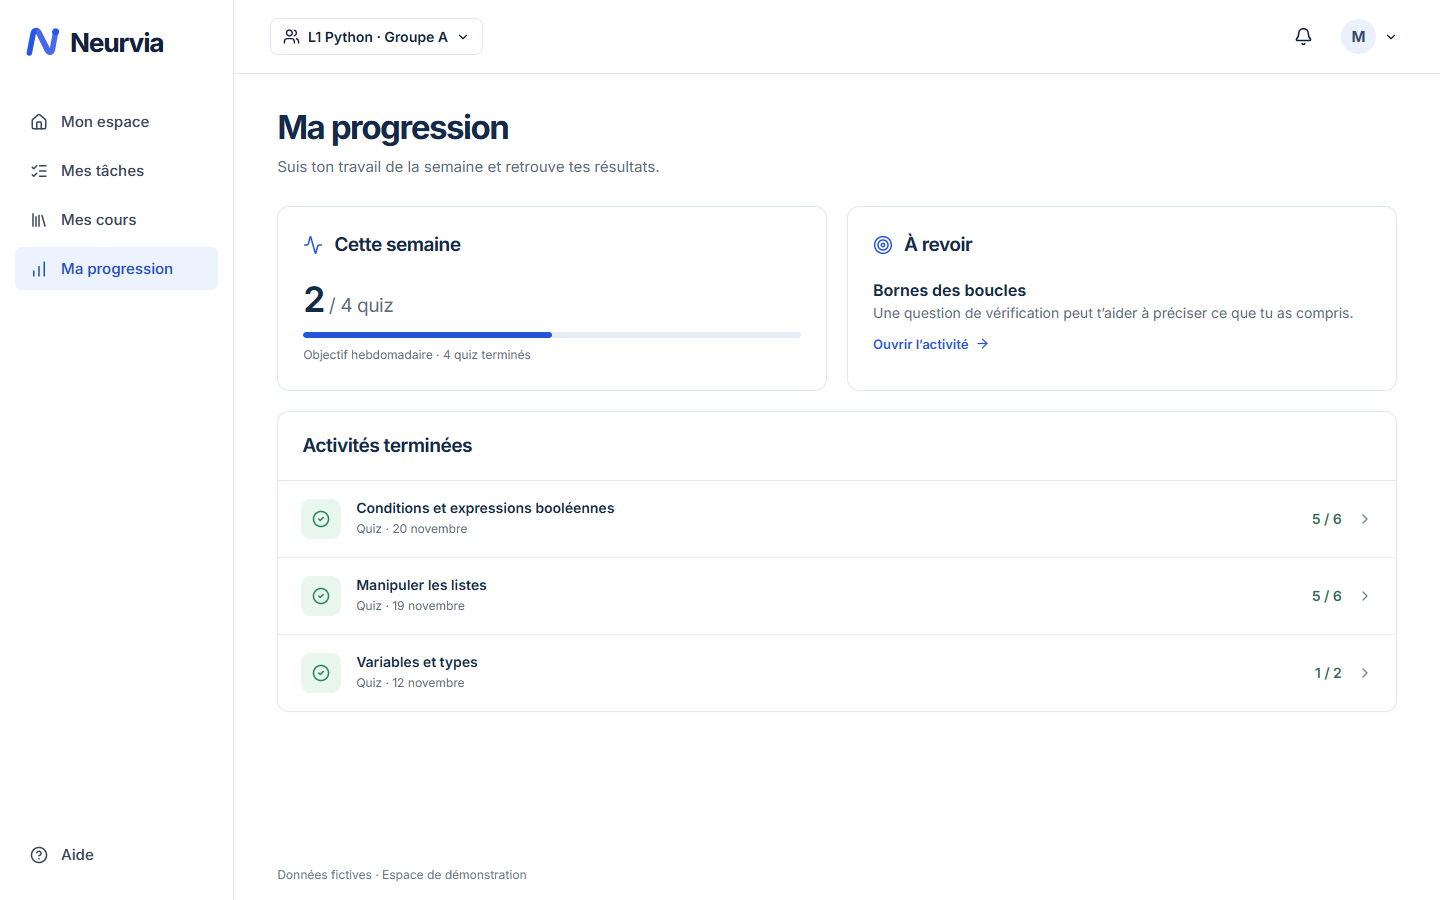 Neurvia
L1 Python · Groupe A
M
Mon espace
Mes tâches
Mes cours
Ma progression
Aide
Ma progression
Suis ton travail de la semaine et retrouve tes résultats.
Cette semaine
2 / 4 quiz
Objectif hebdomadaire · 4 quiz terminés
À revoir
Bornes des boucles
Une question de vérification peut t’aider à préciser ce que tu as compris.
Ouvrir l’activité
Activités terminées
Conditions et expressions booléennes
Quiz · 20 novembre
5 / 6
Manipuler les listes
Quiz · 19 novembre
5 / 6
Variables et types
Quiz · 12 novembre
1 / 2
Données fictives · Espace de démonstration